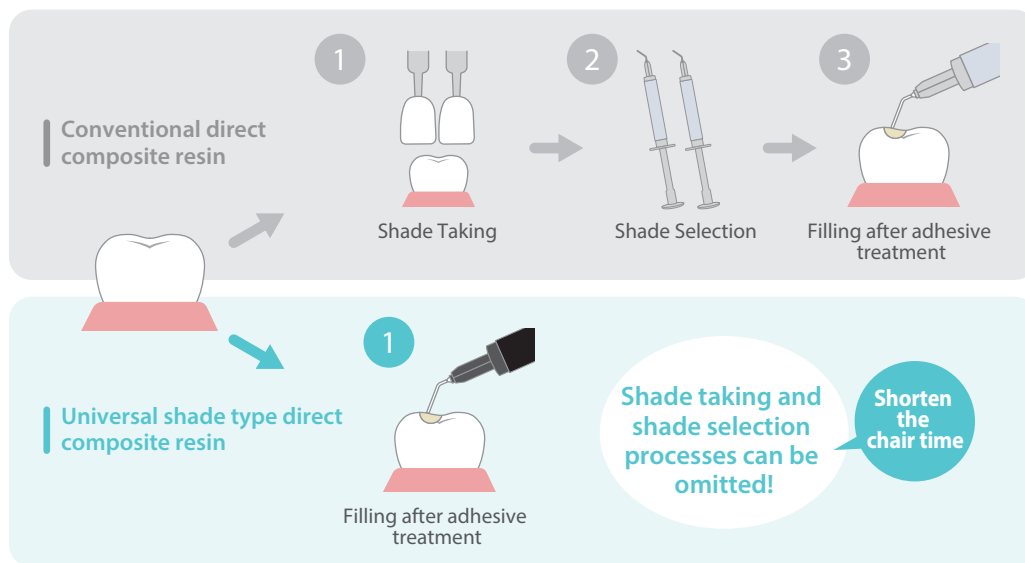 Conventional direct
composite resin
1
Shade Taking
2
Shade Selection
3
Filling after adhesive
treatment
Universal shade type direct
composite resin
1
Filling after adhesive
treatment
Shade taking and
shade selection
processes can be
omitted!
Shorten
the
chair time